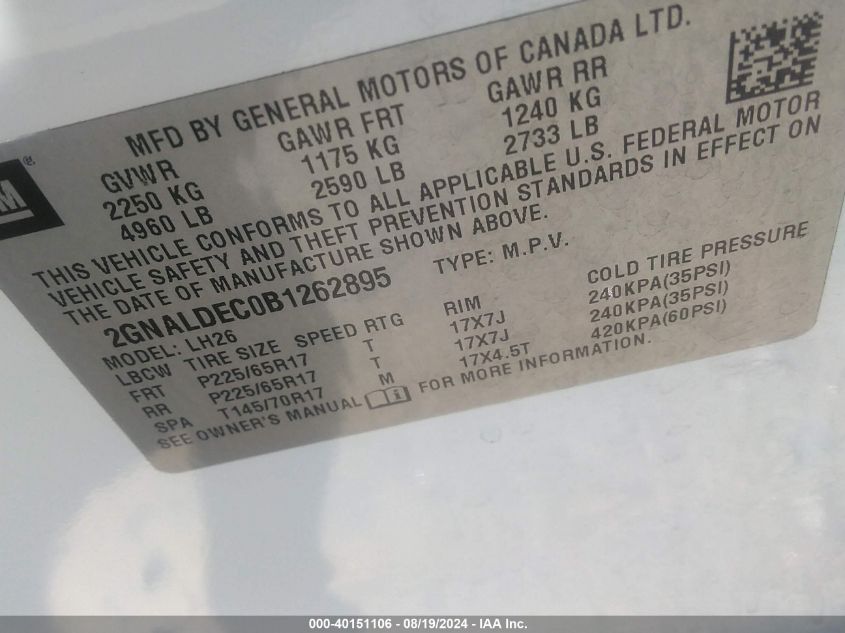 MFD BY GENERAL MOTORS OF CANADA LTD.
GVWR GAWR FRT GAWR RR
2250 KG 1175 KG 1240 KG
4960 LB 2590 LB 2733 LB
THIS VEHICLE CONFORMS TO ALL APPLICABLE U.S. FEDERAL MOTOR
VEHICLE SAFETY AND THEFT PREVENTION STANDARDS IN EFFECT ON
THE DATE OF MANUFACTURE SHOWN ABOVE.
2GNALDEC0B1262895 TYPE: M.P.V.
MODEL: LH26
LBCW TIRE SIZE SPEED RTG RIM COLD TIRE PRESSURE
FRT P225/65R17 T 17X7J 240KPA(35PSI)
RR P225/65R17 T 17X7J 240KPA(35PSI)
SPA T145/70R17 M 17X4.5T 420KPA(60PSI)
SEE OWNER'S MANUAL FOR MORE INFORMATION.
000-40151106 - 08/19/2024 - IAA Inc.